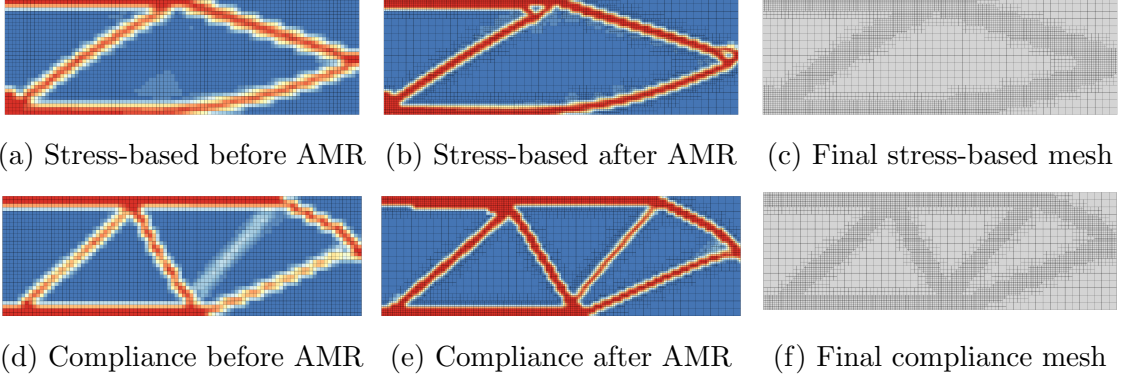 (a) Stress-based before AMR (b) Stress-based after AMR (c) Final stress-based mesh
(d) Compliance before AMR (e) Compliance after AMR (f) Final compliance mesh